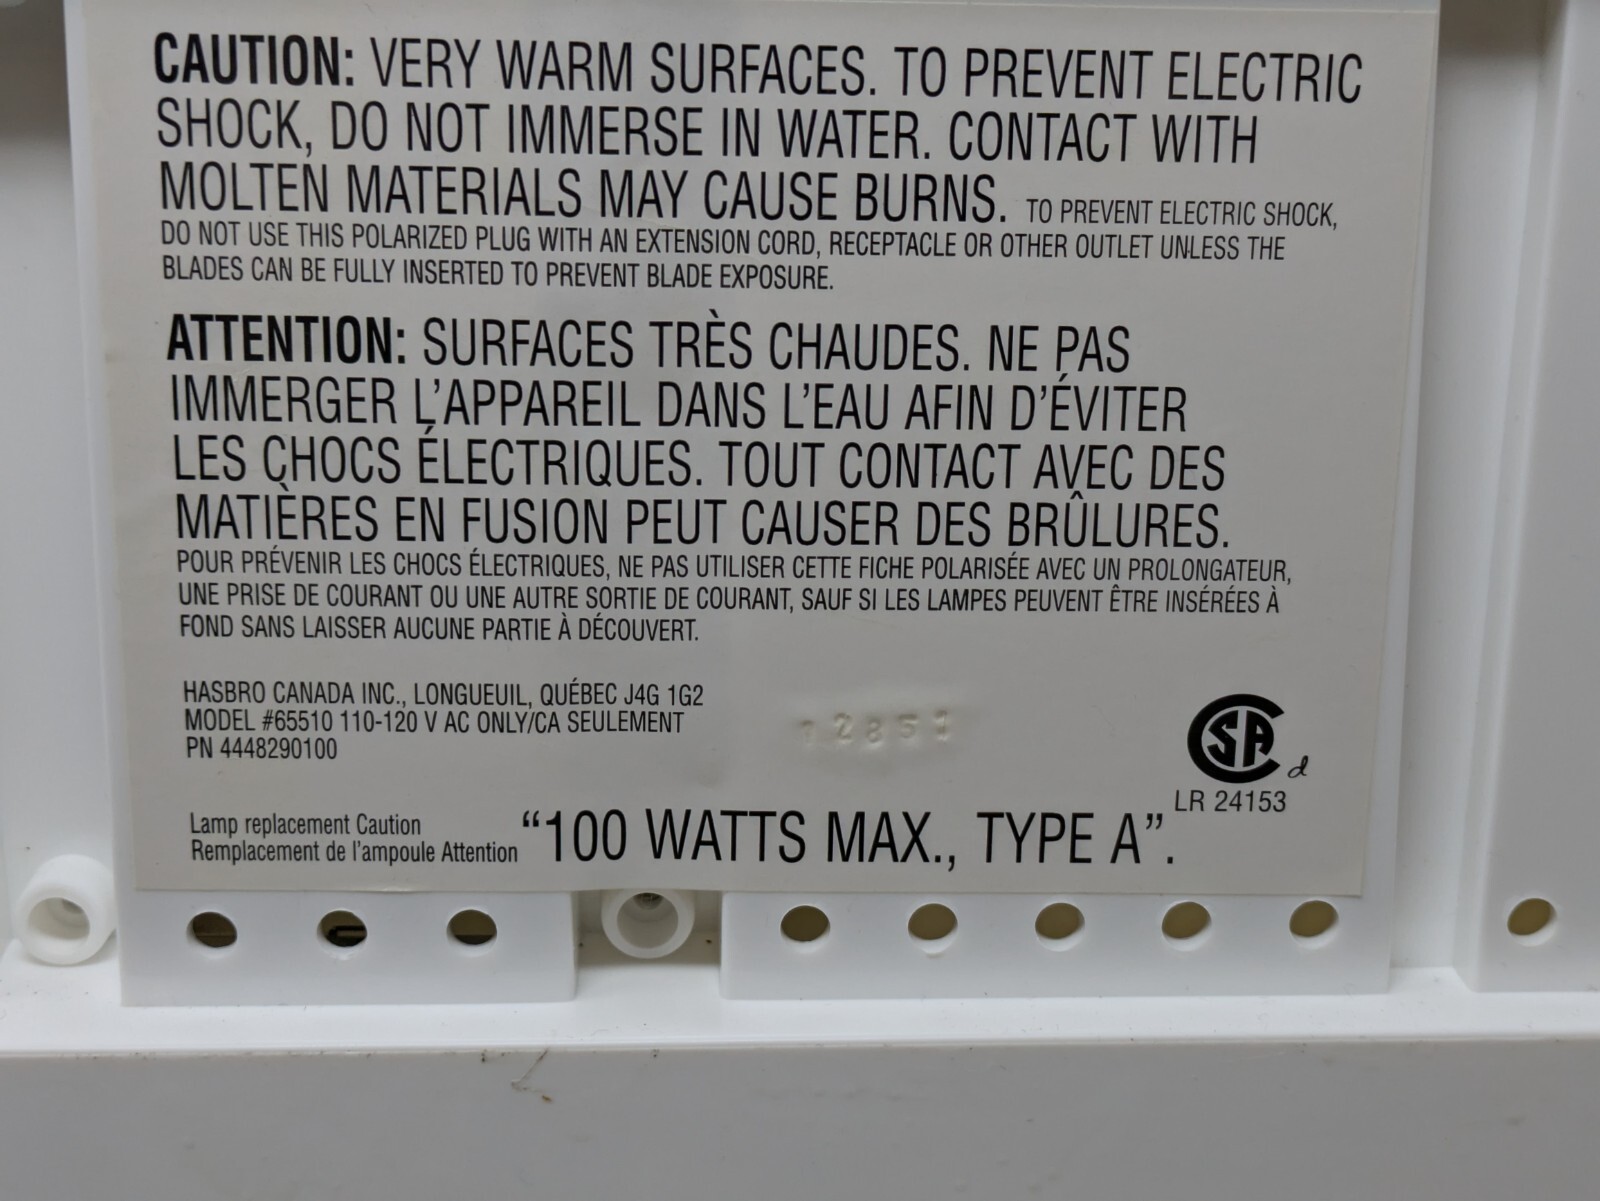 CAUTION: VERY WARM SURFACES. TO PREVENT ELECTRIC
SHOCK, DO NOT IMMERSE IN WATER. CONTACT WITH
MOLTEN MATERIALS MAY CAUSE BURNS. TO PREVENT ELECTRIC SHOCK,
DO NOT USE THIS POLARIZED PLUG WITH AN EXTENSION CORD, RECEPTACLE OR OTHER OUTLET UNLESS THE
BLADES CAN BE FULLY INSERTED TO PREVENT BLADE EXPOSURE.
ATTENTION: SURFACES TRÈS CHAUDES. NE PAS
IMMERGER L'APPAREIL DANS L'EAU AFIN D'ÉVITER
LES CHOCS ÉLECTRIQUES. TOUT CONTACT AVEC DES
MATIÈRES EN FUSION PEUT CAUSER DES BRÛLURES.
POUR PRÉVENIR LES CHOCS ÉLECTRIQUES, NE PAS UTILISER CETTE FICHE POLARISÉE AVEC UN PROLONGATEUR,
UNE PRISE DE COURANT OU UNE AUTRE SORTIE DE COURANT, SAUF SI LES LAMPES PEUVENT ÊTRE INSÉRÉES À
FOND SANS LAISSER AUCUNE PARTIE À DÉCOUVERT.
HASBRO CANADA INC., LONGUEUIL, QUÉBEC J4G 1G2
MODEL #65510 110-120 V AC ONLY/CA SEULEMENT
PN 4448290100
SA d
LR 24153
Lamp replacement Caution
Remplacement de l'ampoule Attention
"100 WATTS MAX., TYPE A".